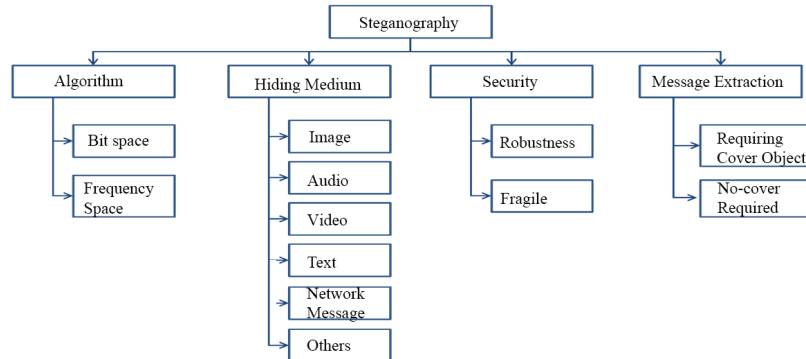 Steganography
Algorithm
Hiding Medium
Security
Message Extraction
Bit space
Frequency
Space
Image
Audio
Video
Text
Network
Message
Others
Robustness
Fragile
Requiring
Cover Object
No-cover
Required